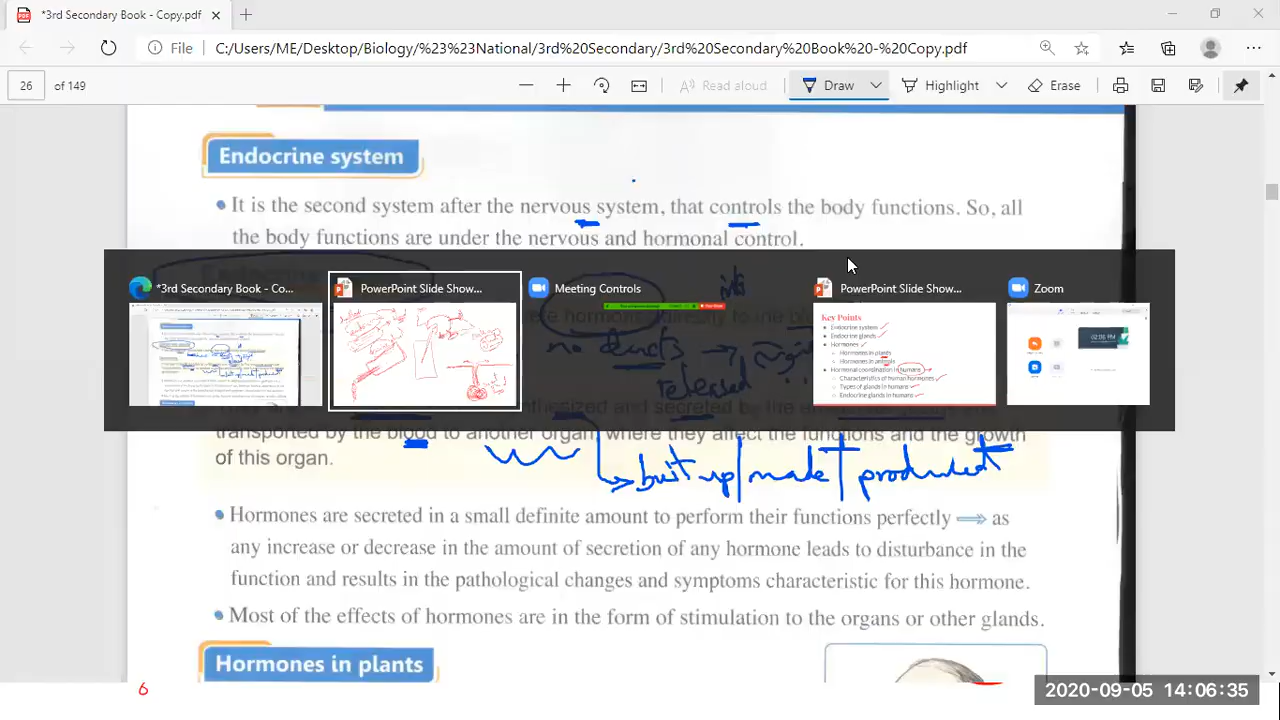 *3rd Secondary Book - Copy.pdf
File C:/Users/ME/Desktop/Biology/%23%23National/3rd%20Secondary/3rd%20Secondary%20Book%20-%20Copy.pdf
26 of 149 Read aloud Draw Highlight Erase
Endocrine system
It is the second system after the nervous system, that controls the body functions. So, all
the body functions are under the nervous and hormonal control.
*3rd Secondary Book - Co... PowerPoint Slide Show... Meeting Controls PowerPoint Slide Show... Zoom
Key Points
Endocrine system
Endocrine glands
Hormones
Hormones in plants
Hormones in animals
Hormonal coordination in humans
Characteristics of human hormones
Types of glands in humans
Endocrine glands in humans
02:06 PM
synthesized and secreted by the
transported by the blood to another organ, where they affect the functions and the growth
of this organ.
built up made produced
Hormones are secreted in a small definite amount to perform their functions perfectly ⟹ as
any increase or decrease in the amount of secretion of any hormone leads to disturbance in the
function and results in the pathological changes and symptoms characteristic for this hormone.
Most of the effects of hormones are in the form of stimulation to the organs or other glands.
Hormones in plants
6
2020-09-05 14:06:35